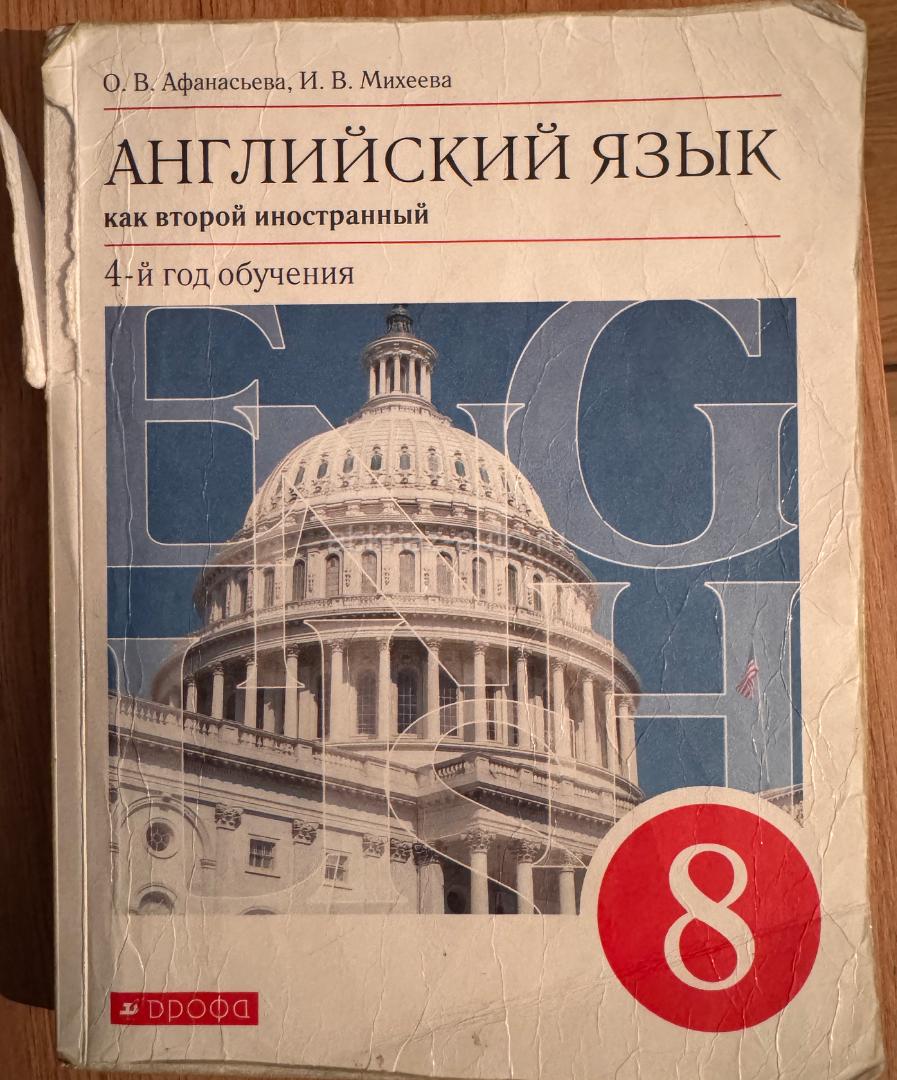 О. В. Афанасьева, И. В. Михеева
АНГЛИЙСКИЙ ЯЗЫК
как второй иностранный
4-й год обучения
ENGLISH
8
ДРОФА